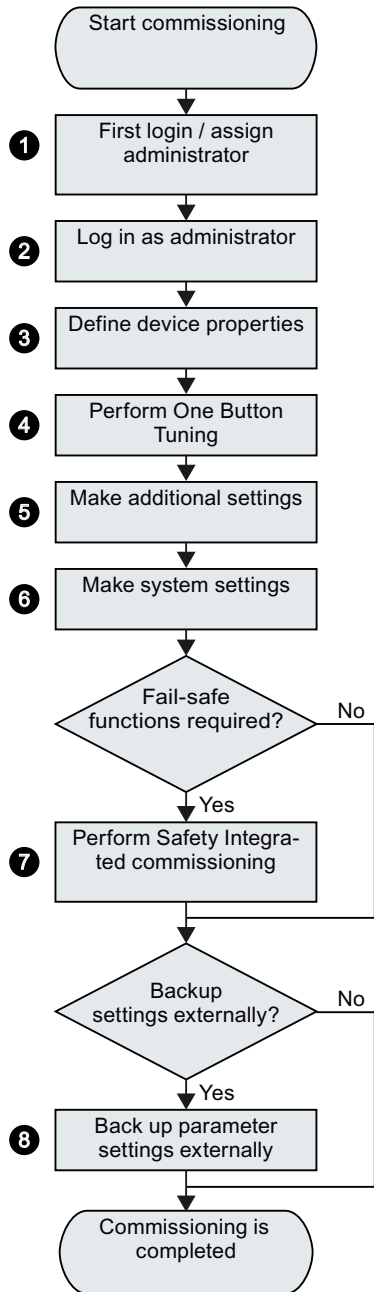 Start commissioning
1
First login / assign
administrator
2
Log in as administrator
3
Define device properties
4
Perform One Button
Tuning
5
Make additional settings
6
Make system settings
Fail-safe
functions required?
No
Yes
7
Perform Safety Integra-
ted commissioning
Backup
settings externally?
No
Yes
8
Back up parameter
settings externally
Commissioning is
completed